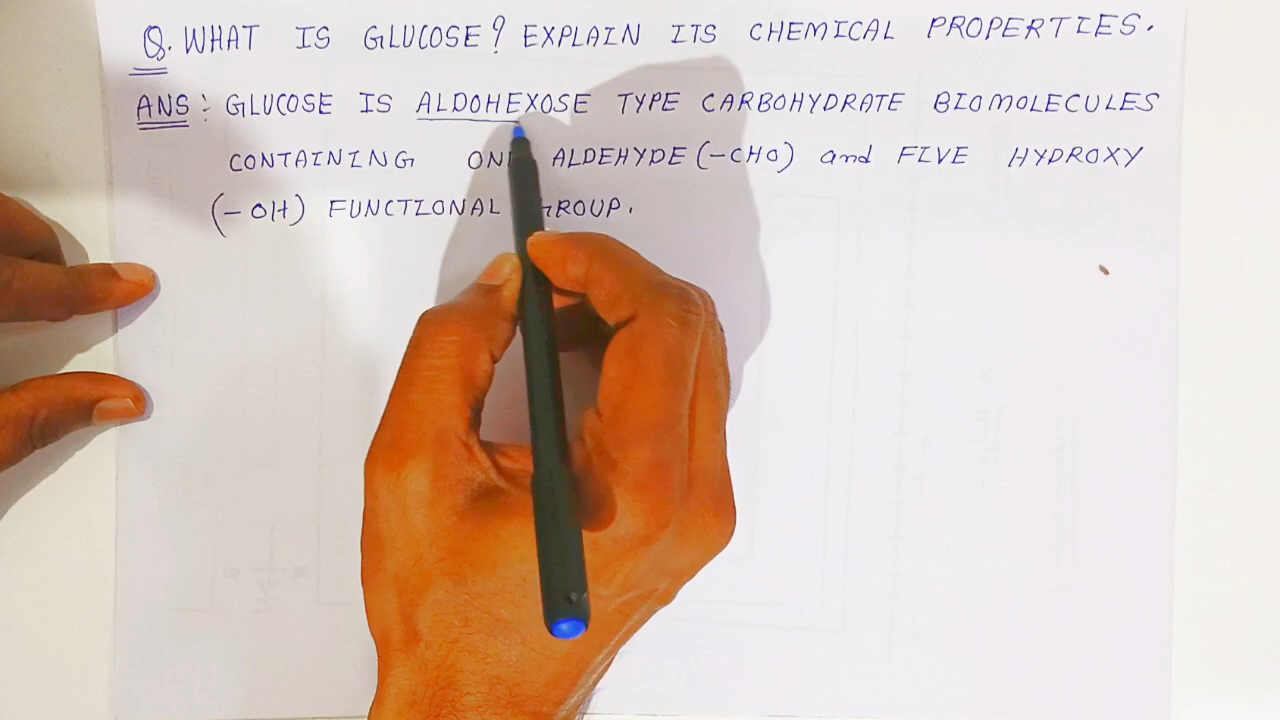 Q. WHAT IS GLUCOSE? EXPLAIN ITS CHEMICAL PROPERTIES.
ANS: GLUCOSE IS ALDOHEXOSE TYPE CARBOHYDRATE BIOMOLECULES
CONTAINING ALDEHYDE (-CHO) and FIVE HYDROXY
(-OH) FUNCTIONAL GROUP.